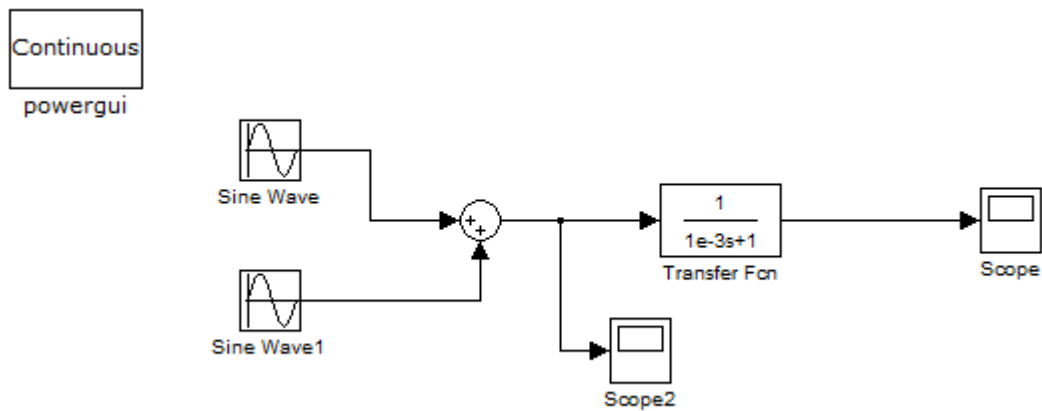 Continuous
powergui
Sine Wave
+
+
1
1e-3s+1
Transfer Fcn
Scope
Sine Wave1
Scope2